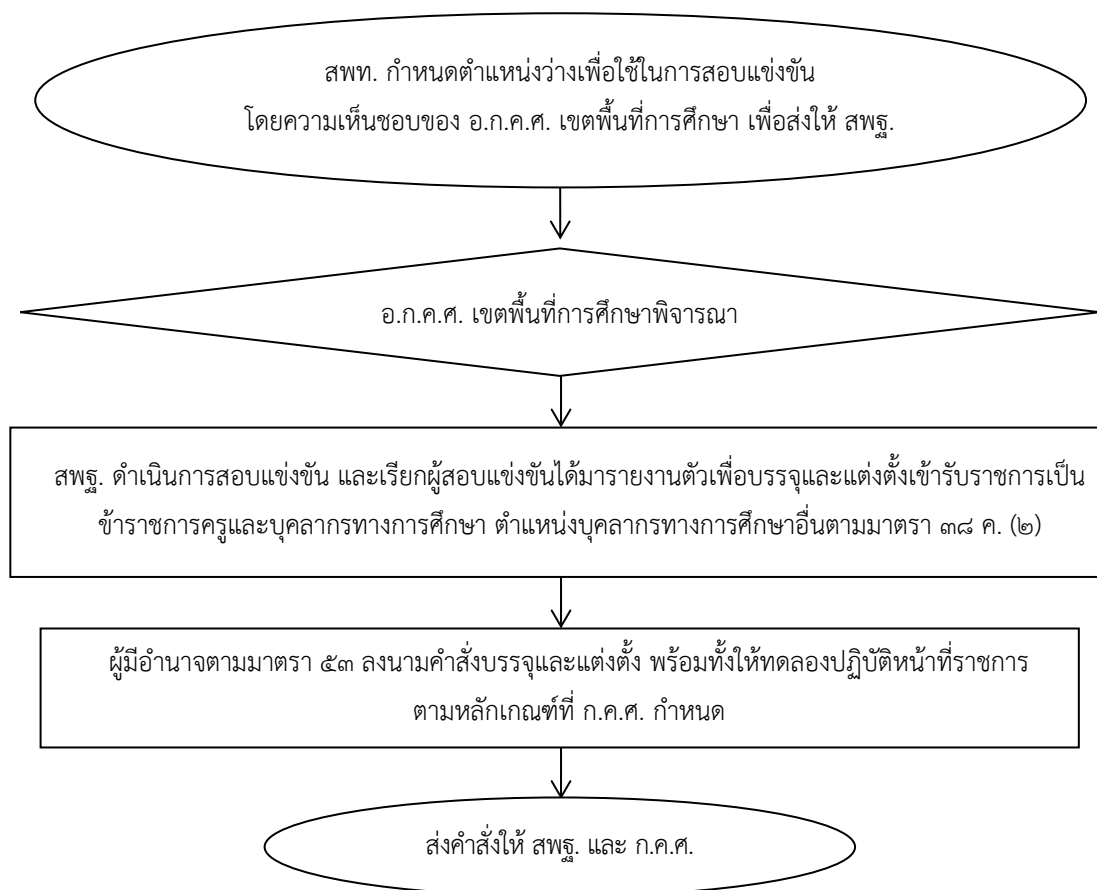 สพท. กำหนดตำแหน่งว่างเพื่อใช้ในการสอบแข่งขัน
โดยความเห็นชอบของ อ.ก.ค.ศ. เขตพื้นที่การศึกษา เพื่อส่งให้ สพฐ.
อ.ก.ค.ศ. เขตพื้นที่การศึกษาพิจารณา
สพฐ. ดำเนินการสอบแข่งขัน และเรียกผู้สอบแข่งขันได้มารายงานตัวเพื่อบรรจุและแต่งตั้งเข้ารับราชการเป็น
ข้าราชการครูและบุคลากรทางการศึกษา ตำแหน่งบุคลากรทางการศึกษาอื่นตามมาตรา ๓๘ ค. (๒)
ผู้มีอำนาจตามมาตรา ๕๓ ลงนามคำสั่งบรรจุและแต่งตั้ง พร้อมทั้งให้ทดลองปฏิบัติหน้าที่ราชการ
ตามหลักเกณฑ์ที่ ก.ค.ศ. กำหนด
ส่งคำสั่งให้ สพฐ. และ ก.ค.ศ.